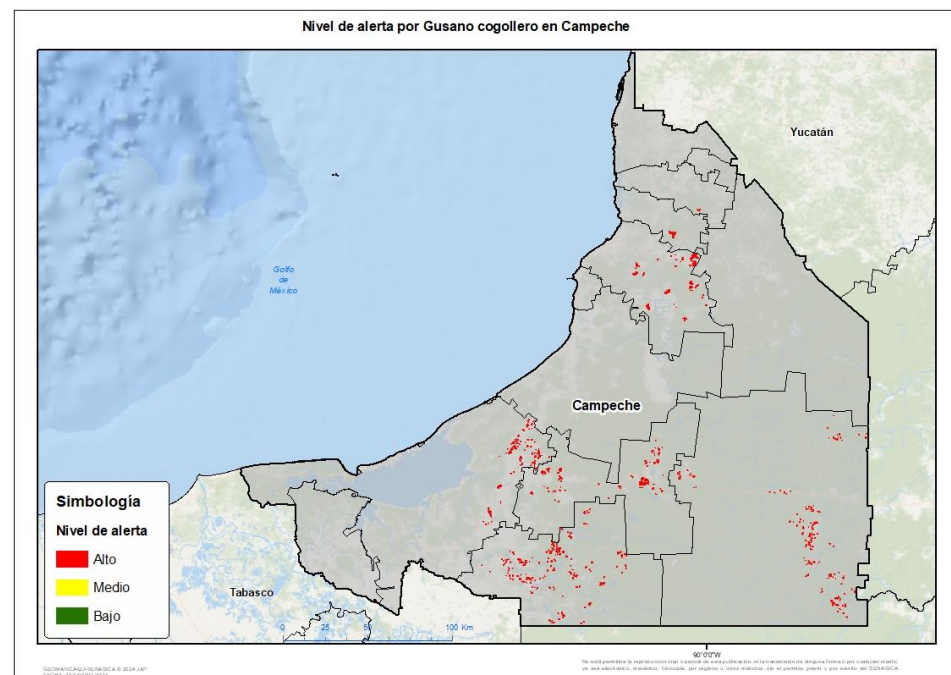 Nivel de alerta por Gusano cogollero en Campeche
Yucatán
Golfo
de
México
Campeche
Simbología
Nivel de alerta
Alto
Medio
Bajo
Tabasco
0 25 50 100 Km
90°0'0"W